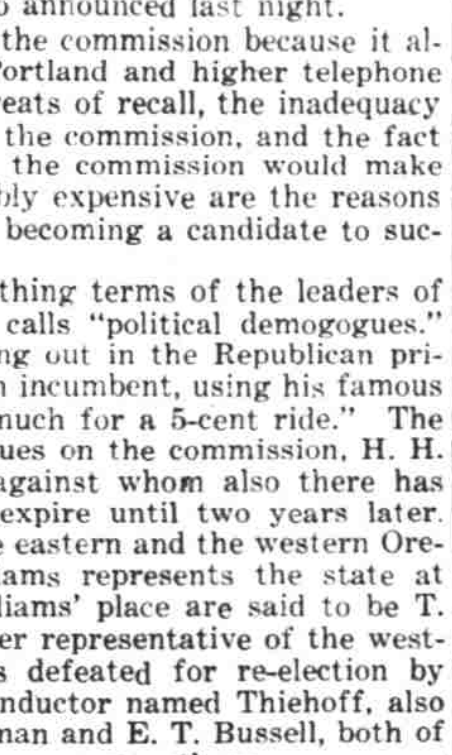 announced last night.
the commission because it al-
Portland and higher telephone
eats of recall, the inadequacy
the commission, and the fact
the commission would make
bly expensive are the reasons
becoming a candidate to suc-
thing terms of the leaders of
calls "political demogogues."
ng out in the Republican pri-
n incumbent, using his famous
much for a 5-cent ride." The
ues on the commission, H. H.
against whom also there has
expire until two years later.
e eastern and the western Ore-
ams represents the state at
liams' place are said to be T.
er representative of the west-
s defeated for re-election by
nductor named Thiehoff, also
man and E. T. Bussell, both of